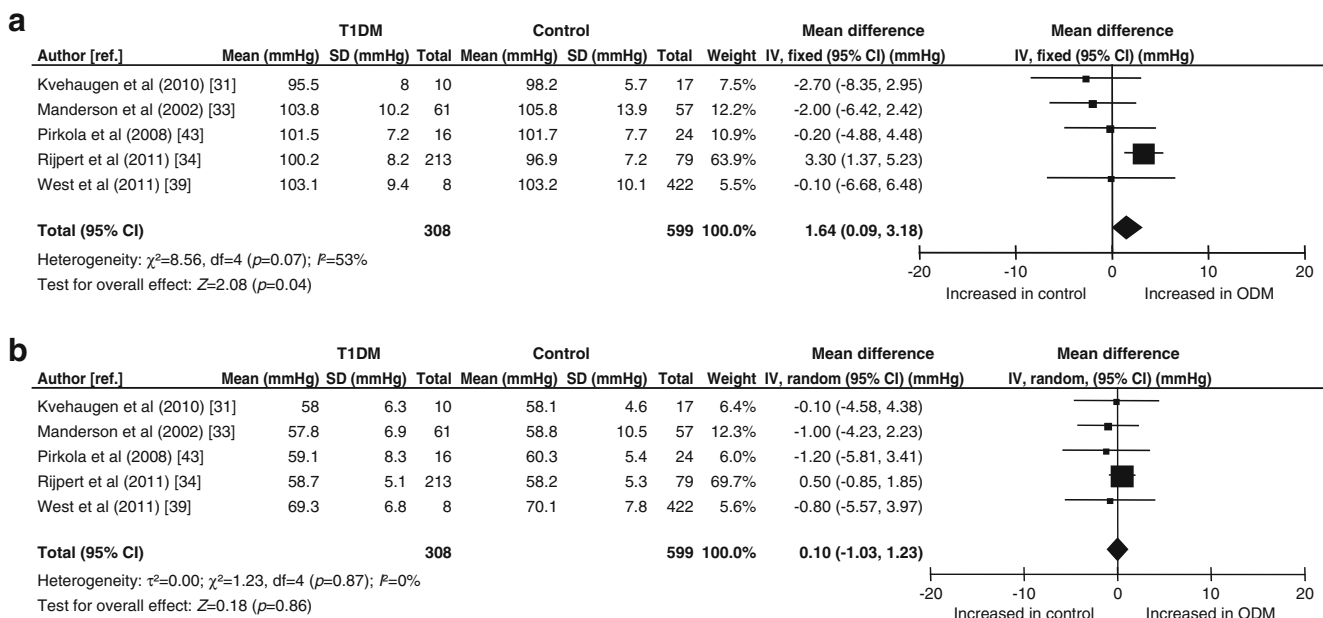 a
T1DM Control Mean difference Mean difference
Author [ref.] Mean (mmHg) SD (mmHg) Total Mean (mmHg) SD (mmHg) Total Weight IV, fixed (95% CI) (mmHg) IV, fixed (95% CI) (mmHg)
Kvehaugen et al (2010) [31] 95.5 8 10 98.2 5.7 17 7.5% -2.70 (-8.35, 2.95)
Manderson et al (2002) [33] 103.8 10.2 61 105.8 13.9 57 12.2% -2.00 (-6.42, 2.42)
Pirkola et al (2008) [43] 101.5 7.2 16 101.7 7.7 24 10.9% -0.20 (-4.88, 4.48)
Rijpert et al (2011) [34] 100.2 8.2 213 96.9 7.2 79 63.9% 3.30 (1.37, 5.23)
West et al (2011) [39] 103.1 9.4 8 103.2 10.1 422 5.5% -0.10 (-6.68, 6.48)
Total (95% CI) 308 599 100.0% 1.64 (0.09, 3.18)
Heterogeneity: χ²=8.56, df=4 (p=0.07); I²=53%
Test for overall effect: Z=2.08 (p=0.04)
-20 -10 0 10 20
Increased in control Increased in ODM
b
T1DM Control Mean difference Mean difference
Author [ref.] Mean (mmHg) SD (mmHg) Total Mean (mmHg) SD (mmHg) Total Weight IV, random (95% CI) (mmHg) IV, random, (95% CI) (mmHg)
Kvehaugen et al (2010) [31] 58 6.3 10 58.1 4.6 17 6.4% -0.10 (-4.58, 4.38)
Manderson et al (2002) [33] 57.8 6.9 61 58.8 10.5 57 12.3% -1.00 (-4.23, 2.23)
Pirkola et al (2008) [43] 59.1 8.3 16 60.3 5.4 24 6.0% -1.20 (-5.81, 3.41)
Rijpert et al (2011) [34] 58.7 5.1 213 58.2 5.3 79 69.7% 0.50 (-0.85, 1.85)
West et al (2011) [39] 69.3 6.8 8 70.1 7.8 422 5.6% -0.80 (-5.57, 3.97)
Total (95% CI) 308 599 100.0% 0.10 (-1.03, 1.23)
Heterogeneity: τ²=0.00; χ²=1.23, df=4 (p=0.87); I²=0%
Test for overall effect: Z=0.18 (p=0.86)
-20 -10 0 10 20
Increased in control Increased in ODM